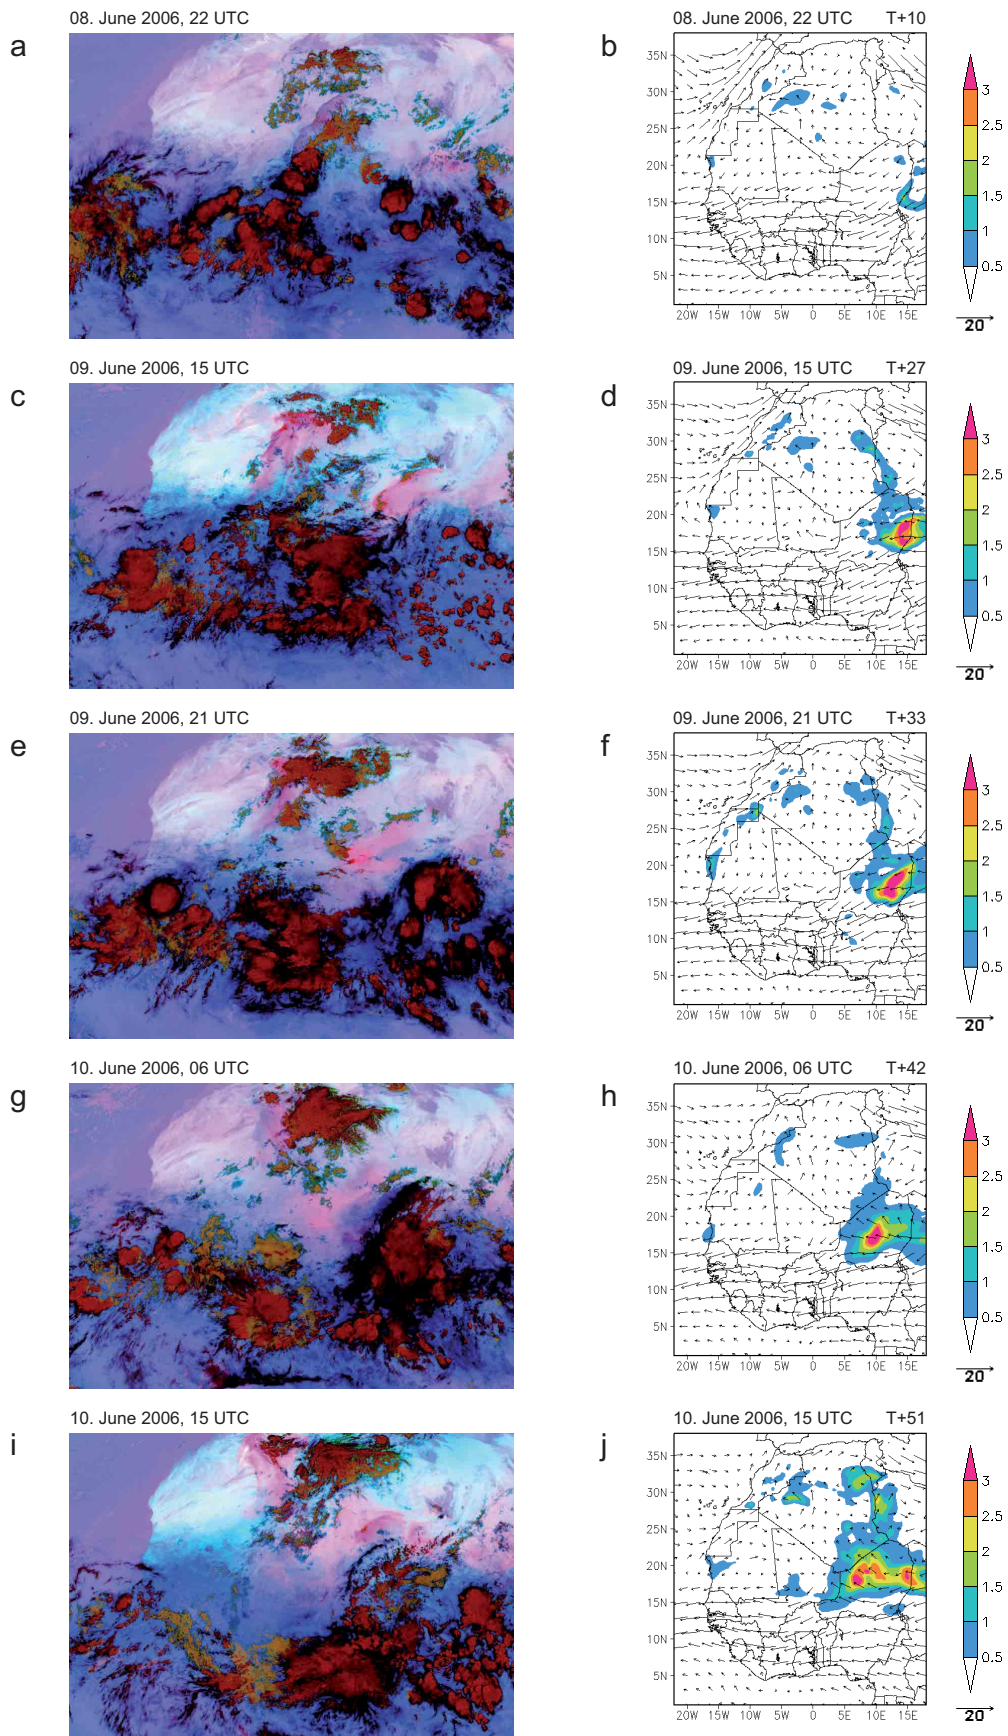 08. June 2006, 22 UTC
08. June 2006, 22 UTC T+10
a
b
35N
30N
25N
20N
15N
10N
5N
20W 15W 10W 5W 0 5E 10E 15E
3
2.5
2
1.5
1
0.5
20
09. June 2006, 15 UTC
09. June 2006, 15 UTC T+27
c
d
35N
30N
25N
20N
15N
10N
5N
20W 15W 10W 5W 0 5E 10E 15E
3
2.5
2
1.5
1
0.5
20
09. June 2006, 21 UTC
09. June 2006, 21 UTC T+33
e
f
35N
30N
25N
20N
15N
10N
5N
20W 15W 10W 5W 0 5E 10E 15E
3
2.5
2
1.5
1
0.5
20
10. June 2006, 06 UTC
10. June 2006, 06 UTC T+42
g
h
35N
30N
25N
20N
15N
10N
5N
20W 15W 10W 5W 0 5E 10E 15E
3
2.5
2
1.5
1
0.5
20
10. June 2006, 15 UTC
10. June 2006, 15 UTC T+51
i
j
35N
30N
25N
20N
15N
10N
5N
20W 15W 10W 5W 0 5E 10E 15E
3
2.5
2
1.5
1
0.5
20